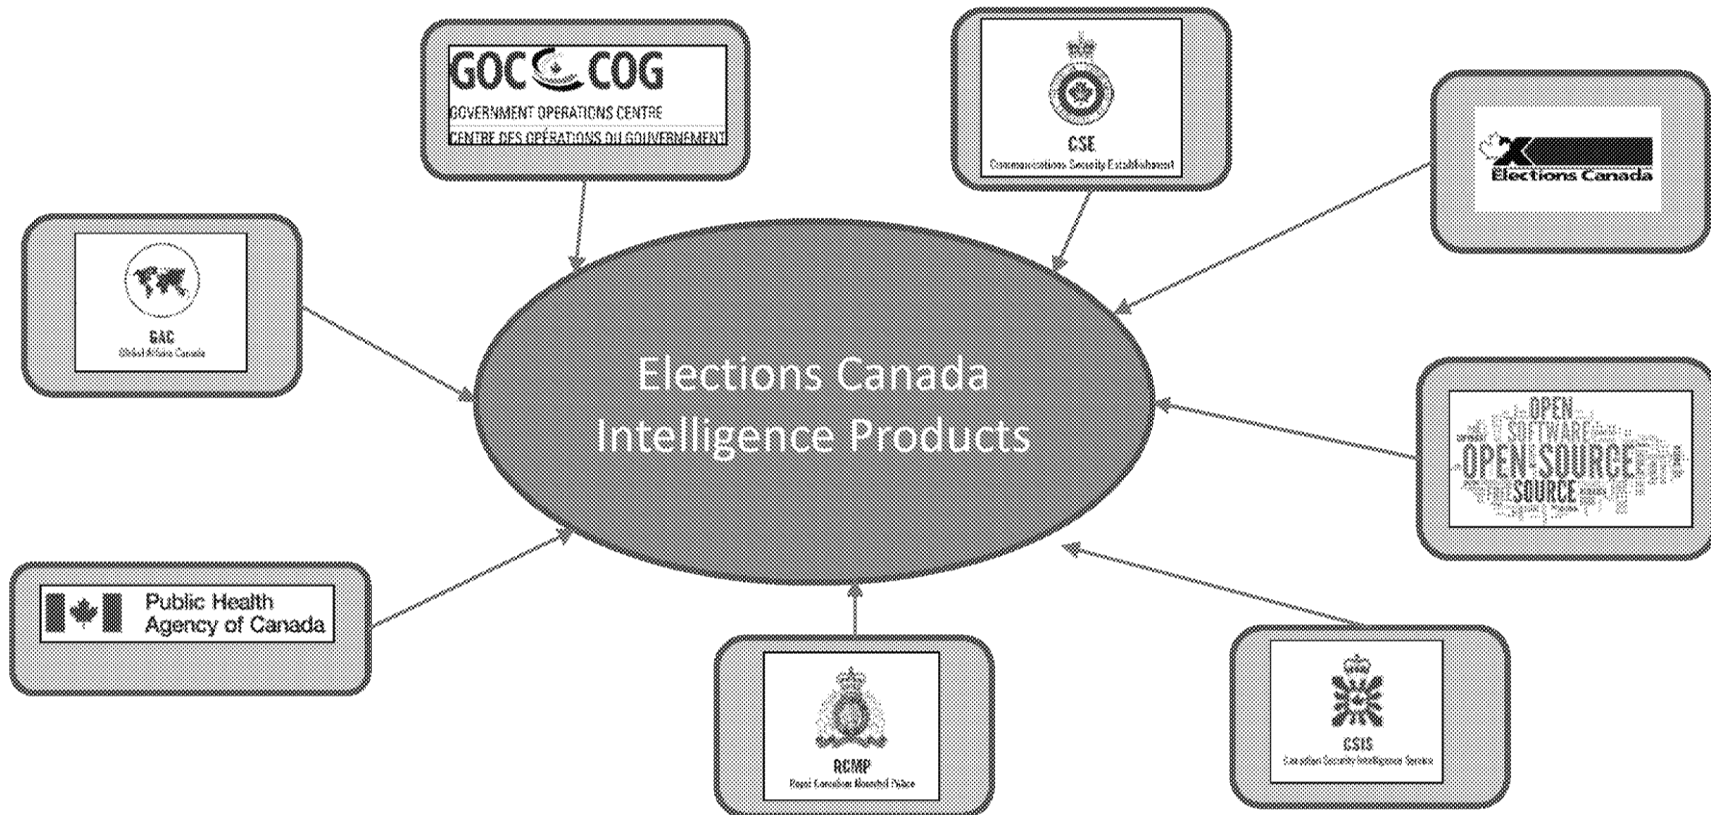 GOC COG
GOVERNMENT OPERATIONS CENTRE
CENTRE DES OPÉRATIONS DU GOUVERNEMENT
CSE
Communications Security Establishment
Elections Canada
GAC
Global Affairs Canada
Elections Canada
Intelligence Products
OPEN
SOFTWARE
OPEN-SOURCE
SOURCE
Public Health
Agency of Canada
RCMP
Royal Canadian Mounted Police
CSIS
Canadian Security Intelligence Service